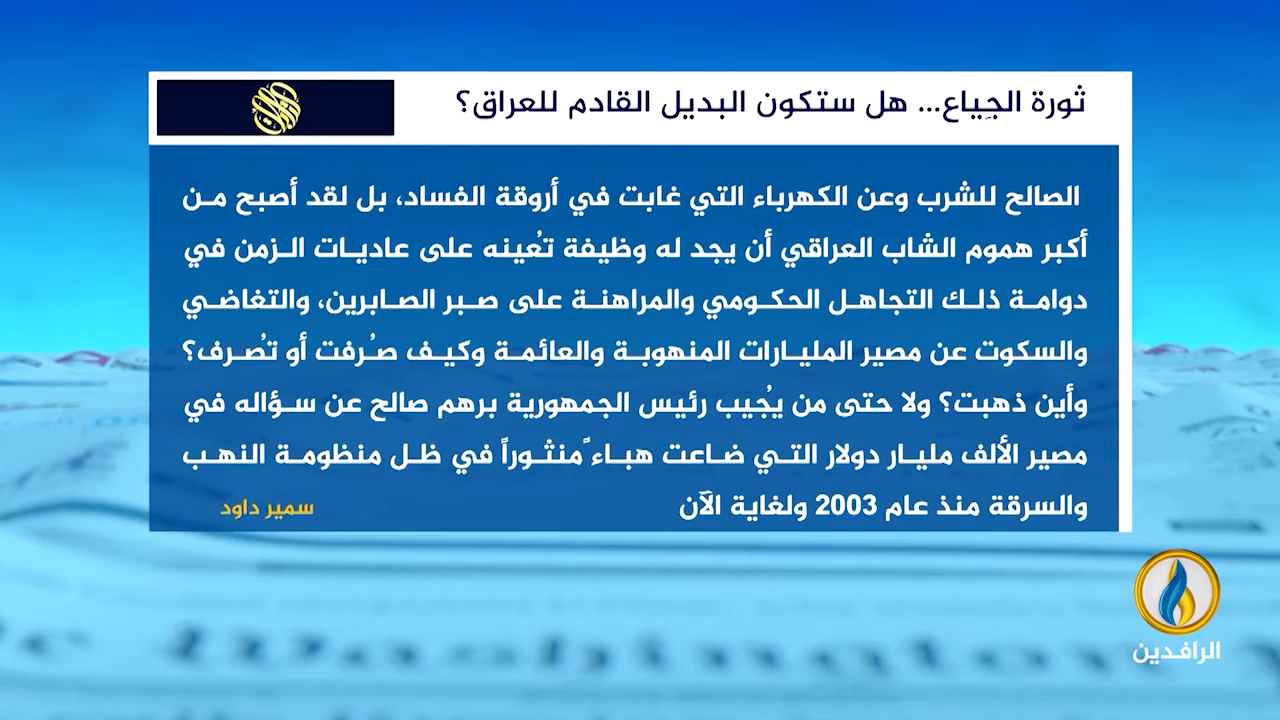 ثورة الجِياع... هل ستكون البديل القادم للعراق؟
الصالح للشرب وعن الكهرباء التي غابت في أروقة الفساد، بل لقد أصبح من
أكبر هموم الشاب العراقي أن يجد له وظيفة تُعينه على عاديات الزمن في
دوامة ذلك التجاهل الحكومي والمراهنة على صبر الصابرين، والتغاضي
والسكوت عن مصير المليارات المنهوبة والعائمة وكيف صُرفت أو تُصرف؟
وأين ذهبت؟ ولا حتى من يُجيب رئيس الجمهورية برهم صالح عن سؤاله في
مصير الألف مليار دولار التي ضاعت هباءً منثوراً في ظل منظومة النهب
والسرقة منذ عام 2003 ولغاية الآن
سمير داود
الرافدين